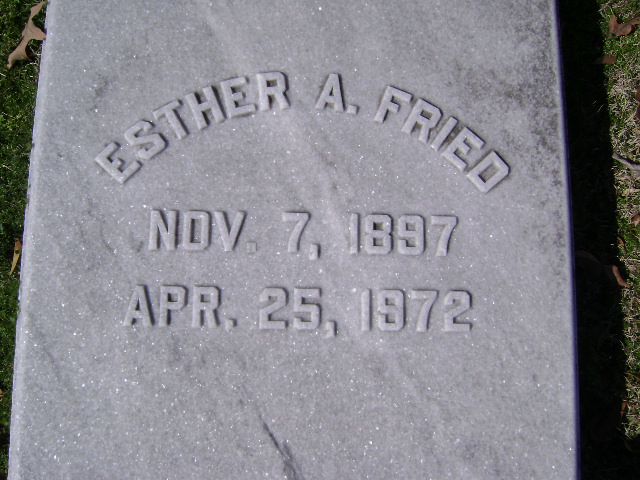 ESTHER A. FRIED
NOV. 7, 1897
APR. 25, 1972